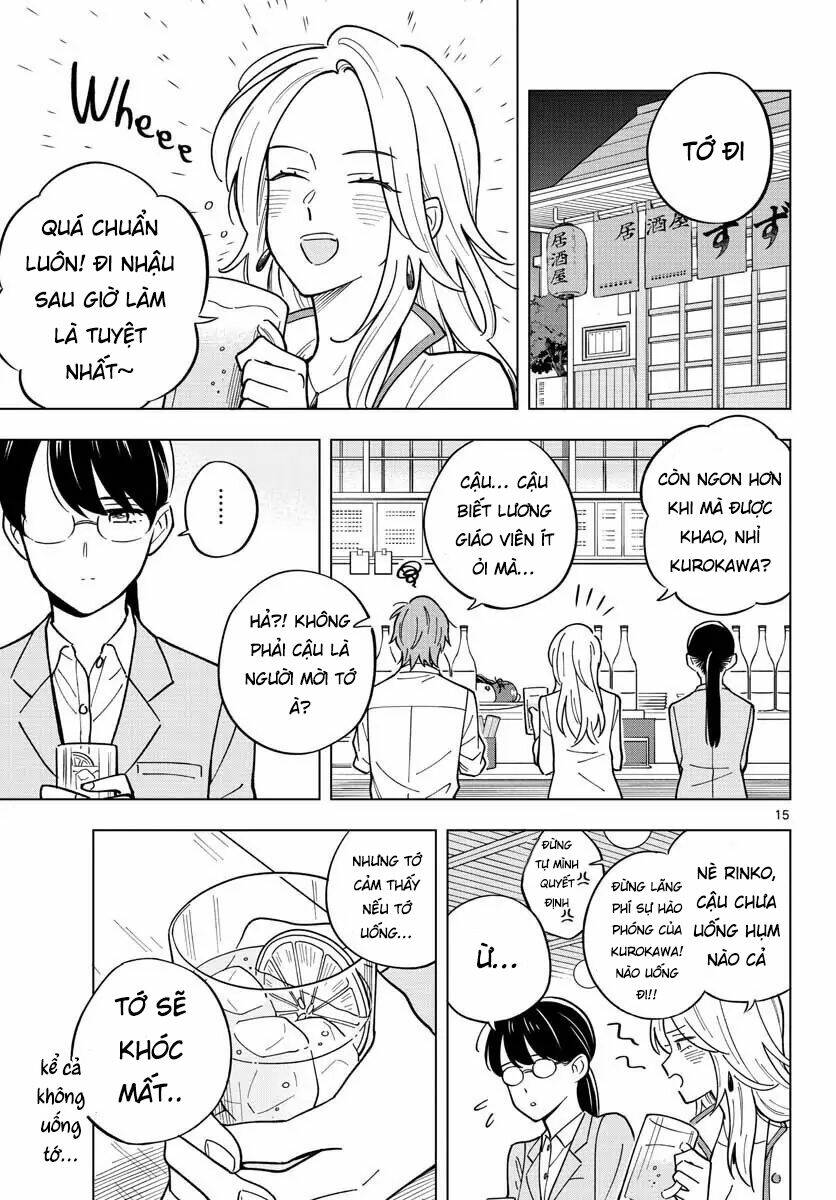 TỚ ĐI
居酒屋
居
酒
屋
す
ず
Wheee
QUÁ CHUẨN
LUÔN! ĐI NHẬU
SAU GIỜ LÀM
LÀ TUYỆT
NHẤT~
CÒN NGON HƠN
KHI MÀ ĐƯỢC
KHAO, NHỈ
KUROKAWA?
CẬU... CẬU
BIẾT LƯƠNG
GIÁO VIÊN ÍT
ỎI MÀ...
HẢ?! KHÔNG
PHẢI CẬU LÀ
NGƯỜI MỜI TỚ
À?
......
15
NÈ RINKO,
CẬU CHƯA
UỐNG HỤM
NÀO CẢ
ĐỪNG LÃNG
PHÍ SỰ HÀO
PHÓNG CỦA
KUROKAWA!
NÀO UỐNG
ĐI!!
ĐỪNG
TỰ MÌNH
QUYẾT
ĐỊNH
Ừ...
NHƯNG TỚ
CẢM THẤY
NẾU TỚ
UỐNG...
TỚ SẼ
KHÓC
MẤT..
kể cả
không
uống
tớ...